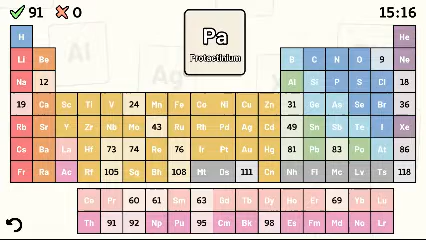 91 0 15:16
Pa
Protactinium
Al
Ag
H He
Li Be B C N O 9 Ne
Na 12 Al Si P S Cl 18
19 Ca Sc Ti V 24 Mn Fe Co Ni Cu Zn 31 Ge As Se Br 36
Rb Sr Y Zr Nb Mo 43 Ru Rh Pd Ag Cd 49 Sn Sb Te I Xe
Cs Ba La Hf 73 74 Re 76 Ir Pt Au Hg 81 Pb 83 Po At 86
Fr Ra Ac Rf 105 Sg Bh 108 Mt Ds 111 Cn Nh Fl Mc Lv Ts 118
Ce Pr 60 61 Sm 63 Gd Tb Dy Ho Er 69 Yb Lu
Th 91 92 Np Pu 95 Cm Bk 98 Es Fm Md No Lr